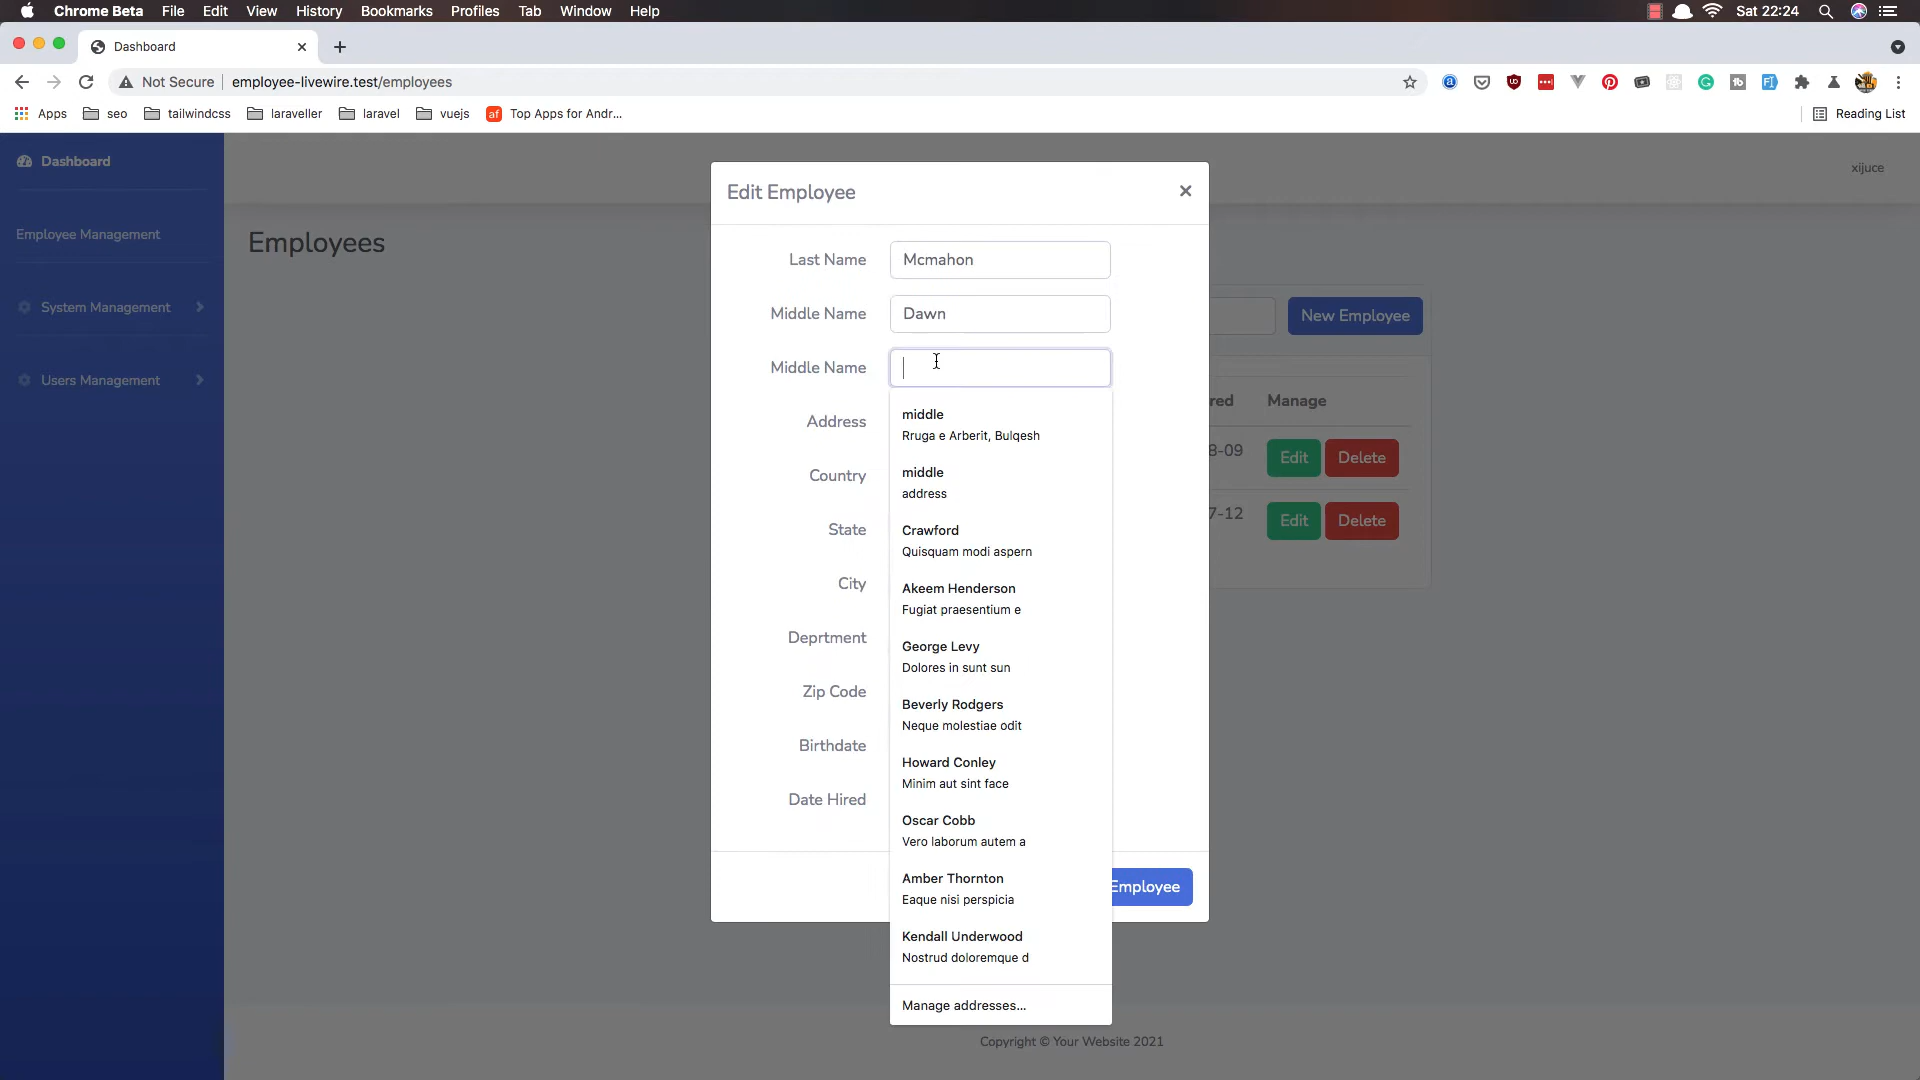 Chrome Beta File Edit View History Bookmarks Profiles Tab Window Help Sat 22:24
Dashboard
Not Secure employee-livewire.test/employees
Apps seo tailwindcss laraveller laravel vuejs af Top Apps for Andr... Reading List
Dashboard
xijuce
Employee Management
System Management
Users Management
Employees
New Employee
red Manage
8-09 Edit Delete
7-12 Edit Delete
Edit Employee
Last Name Mcmahon
Middle Name Dawn
Middle Name
Address
Country
State
City
Deprtment
Zip Code
Birthdate
Date Hired
middle
Rruga e Arberit, Bulqesh
middle
address
Crawford
Quisquam modi aspern
Akeem Henderson
Fugiat praesentium e
George Levy
Dolores in sunt sun
Beverly Rodgers
Neque molestiae odit
Howard Conley
Minim aut sint face
Oscar Cobb
Vero laborum autem a
Amber Thornton
Eaque nisi perspicia
Kendall Underwood
Nostrud doloremque d
Manage addresses...
Employee
Copyright © Your Website 2021